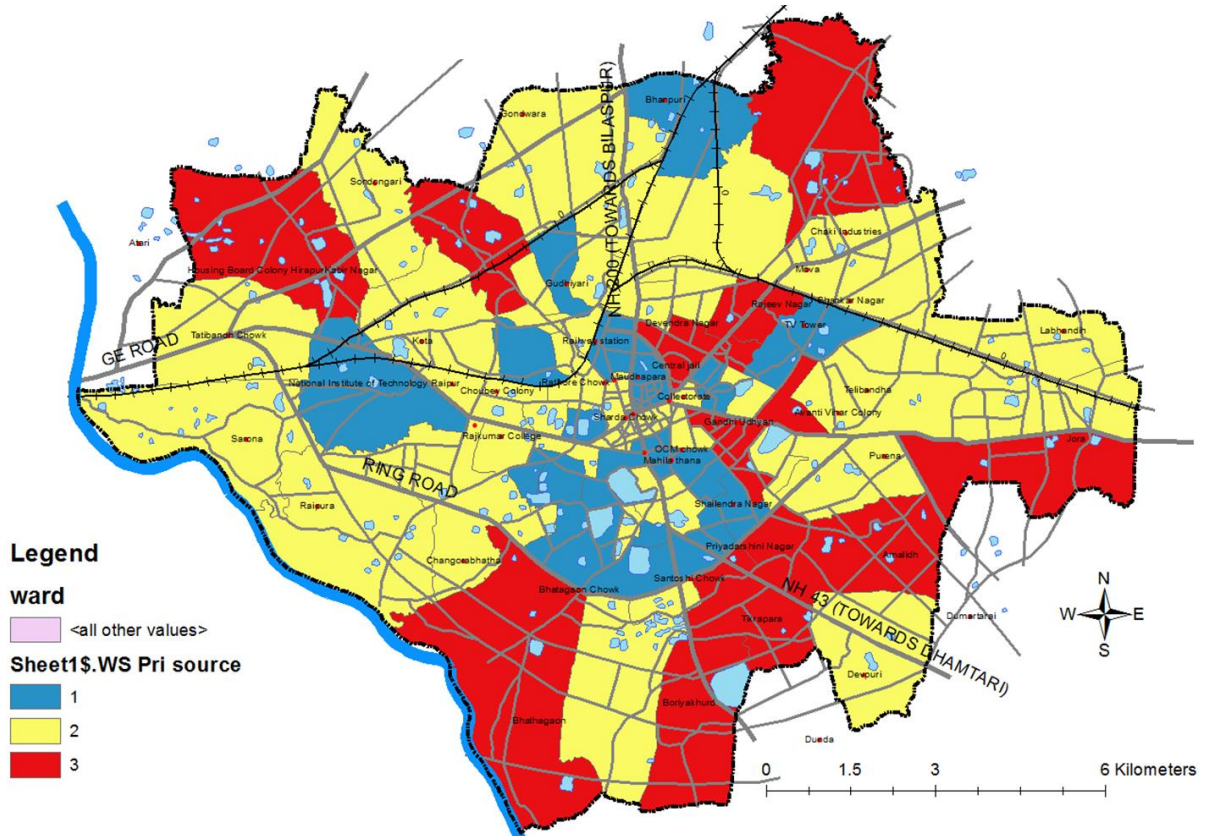 Bhanpuri
Gondwara
NH 200 (TOWARDS BILASPUR)
Sondongari
Chaki Industries
Atari
Housing Board Colony Hirapur
Kabir Nagar
Mova
Gudhiyari
Rajeev Nagar
Shankar Nagar
Devendra Nagar
TV Tower
Labhandih
Tatibandh Chowk
Kota
Railway station
GE ROAD
Central jail
National Institute of Technology Raipur
Rathore Chowk
Maudhapara
Choubey Colony
Collectorate
Telibandha
Sharda Chowk
Avanti Vihar Colony
Gandhi Udhyan
Sarona
Rajkumar College
Jora
OCM chowk
Mahila thana
Purena
RING ROAD
Raipura
Shailendra Nagar
Priyadarshini Nagar
Amalidh
Changorabhatha
Santoshi Chowk
Bhatagaon Chowk
NH 43 (TOWARDS DHAMTARI)
Tikrapara
Dumartarai
Devpuri
Boriyakhurd
Bhathagaon
Dunda
Legend
ward
<all other values>
Sheet1$.WS Pri source
1
2
3
N
W E
S
0 1.5 3 6 Kilometers